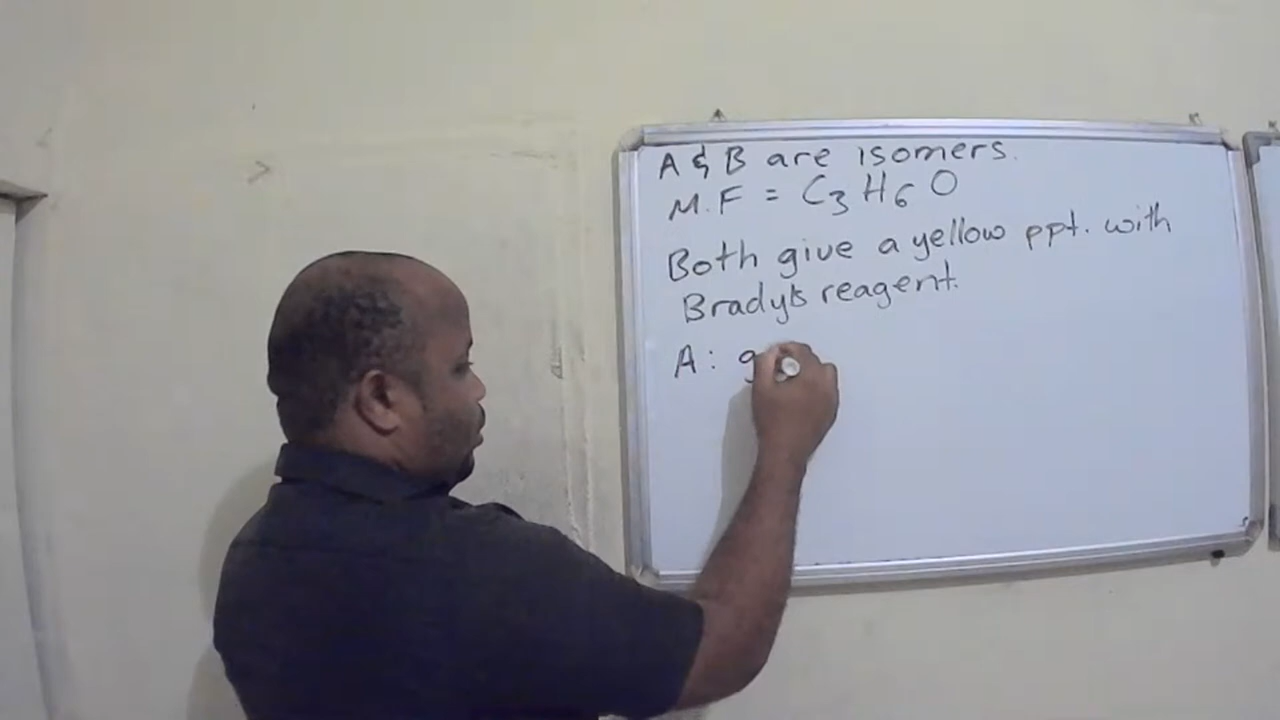 A & B are isomers.
M.F = C3H6O
Both give a yellow ppt. with
Brady's reagent.
A: g